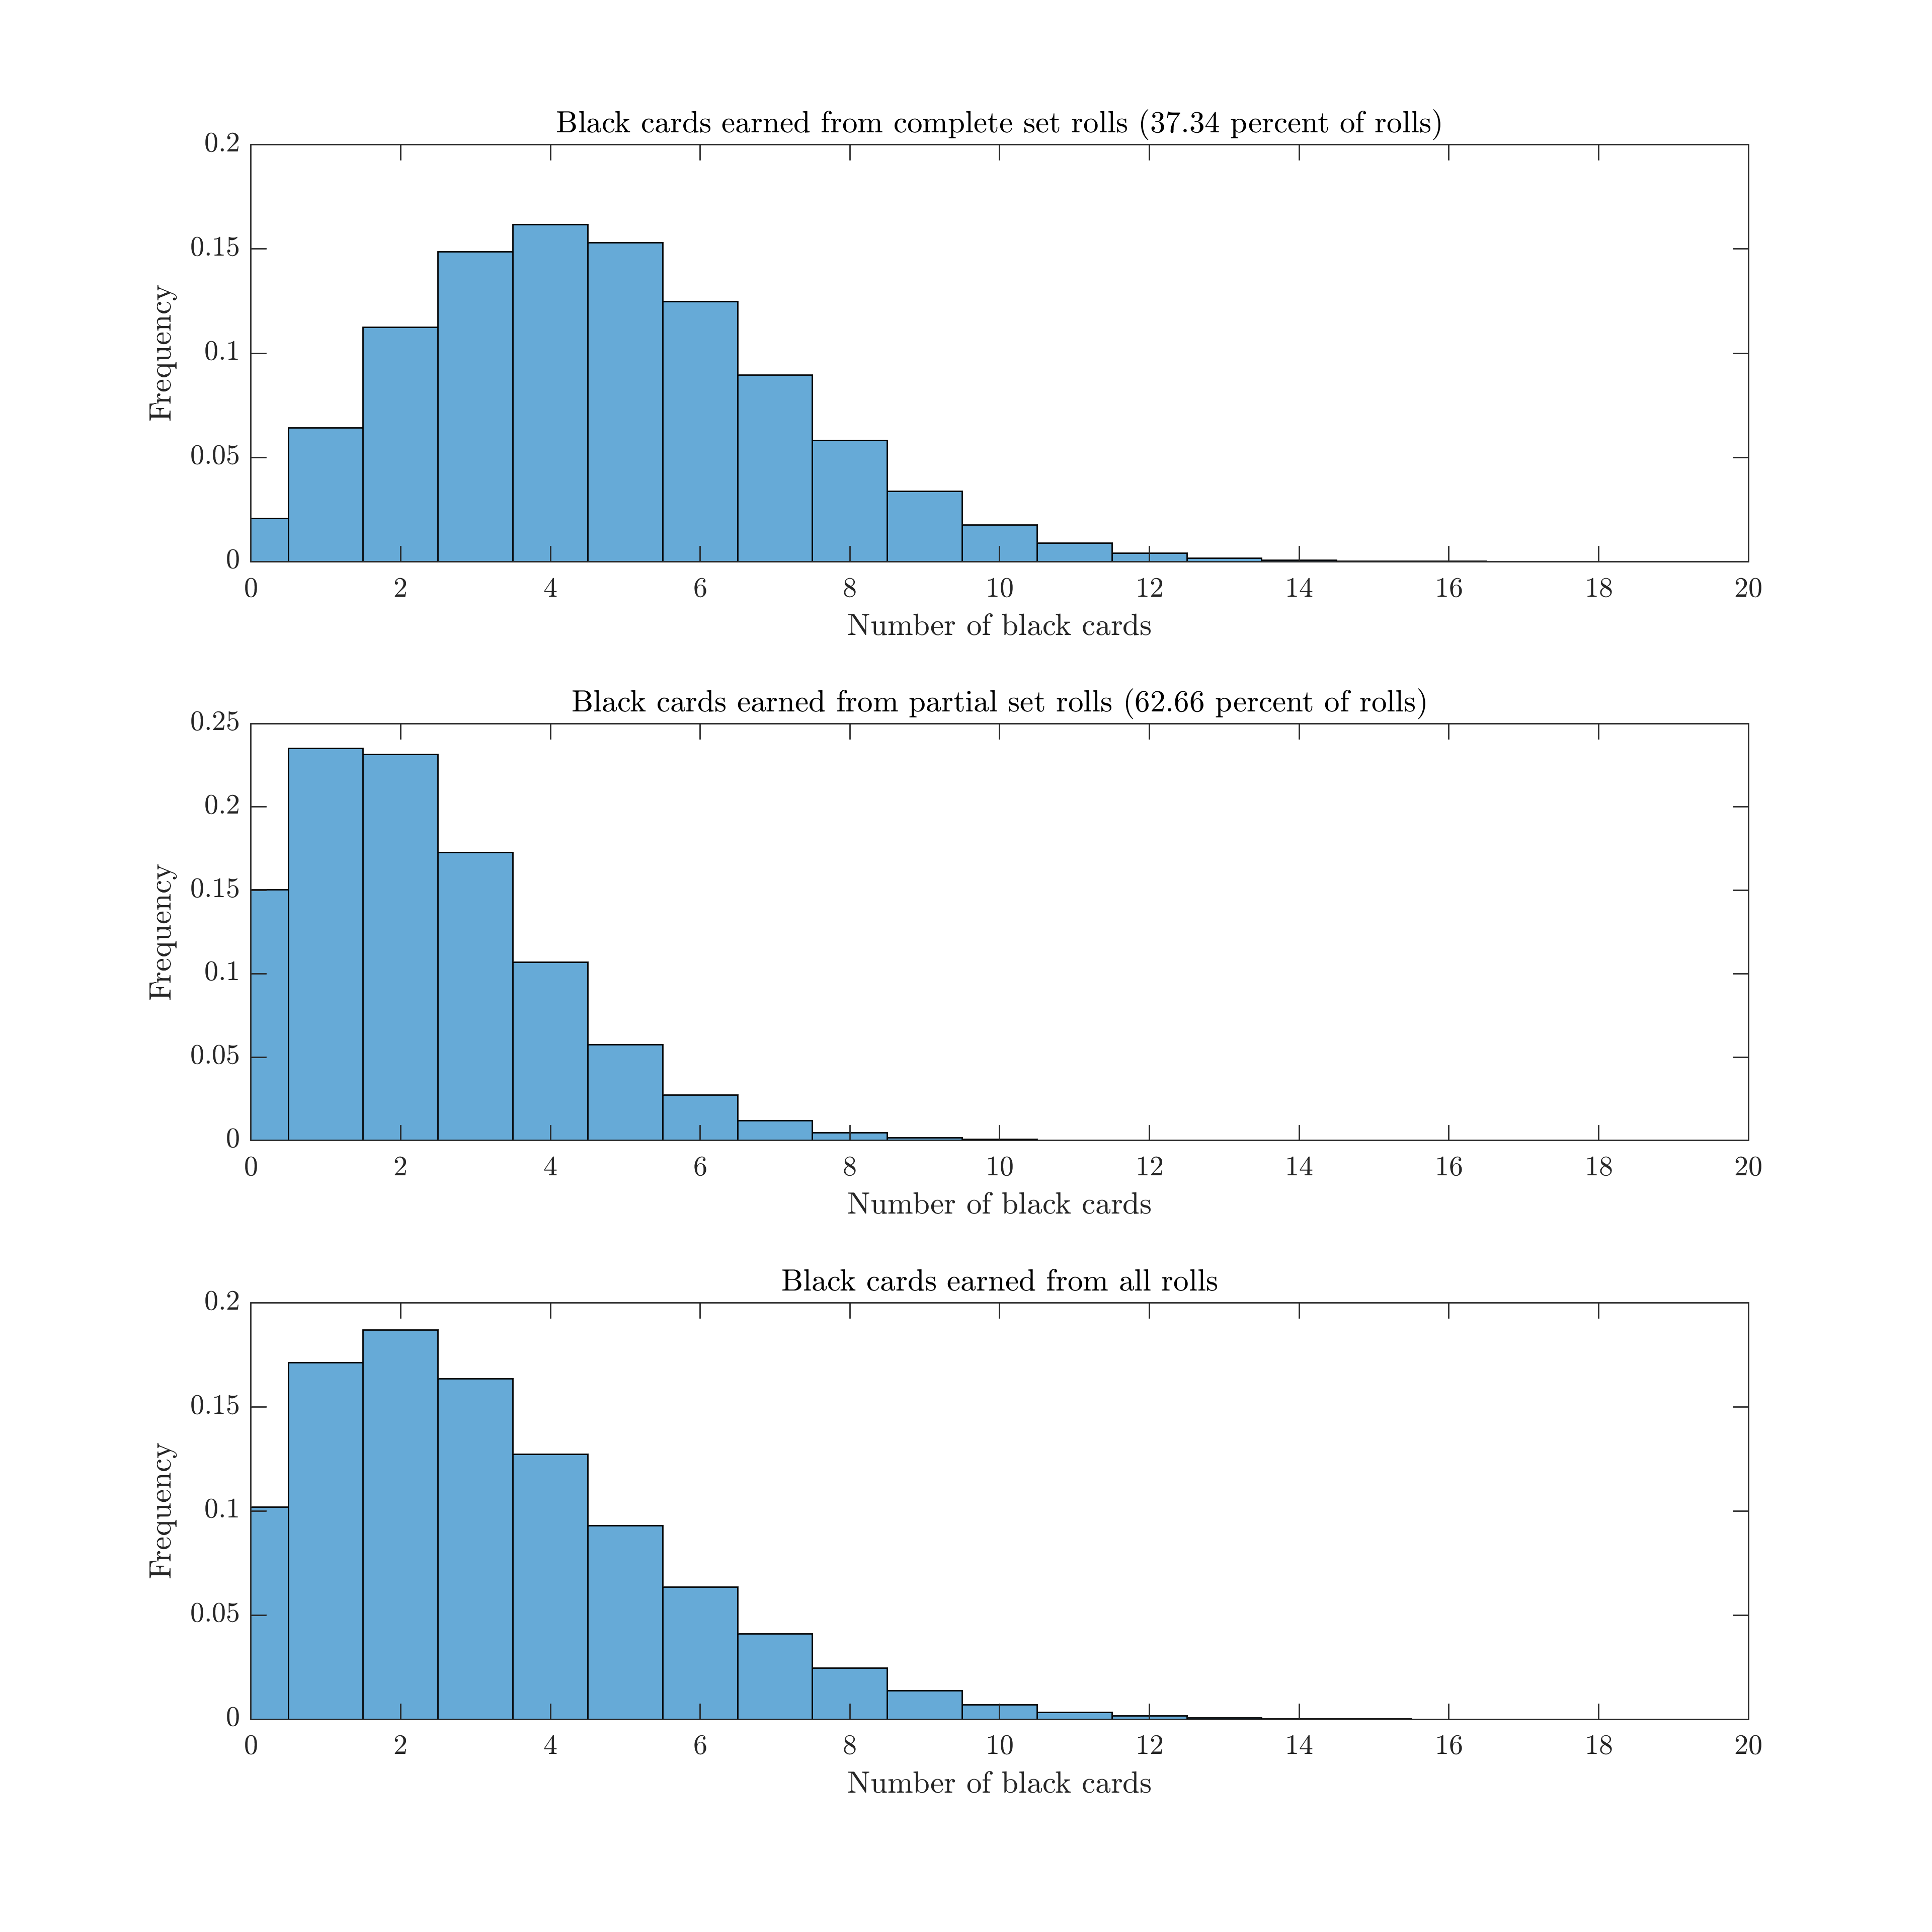 Black cards earned from complete set rolls (37.34 percent of rolls)
0.2
0.15
0.1
0.05
0
Frequency
0 2 4 6 8 10 12 14 16 18 20
Number of black cards
Black cards earned from partial set rolls (62.66 percent of rolls)
0.25
0.2
0.15
0.1
0.05
0
Frequency
0 2 4 6 8 10 12 14 16 18 20
Number of black cards
Black cards earned from all rolls
0.2
0.15
0.1
0.05
0
Frequency
0 2 4 6 8 10 12 14 16 18 20
Number of black cards